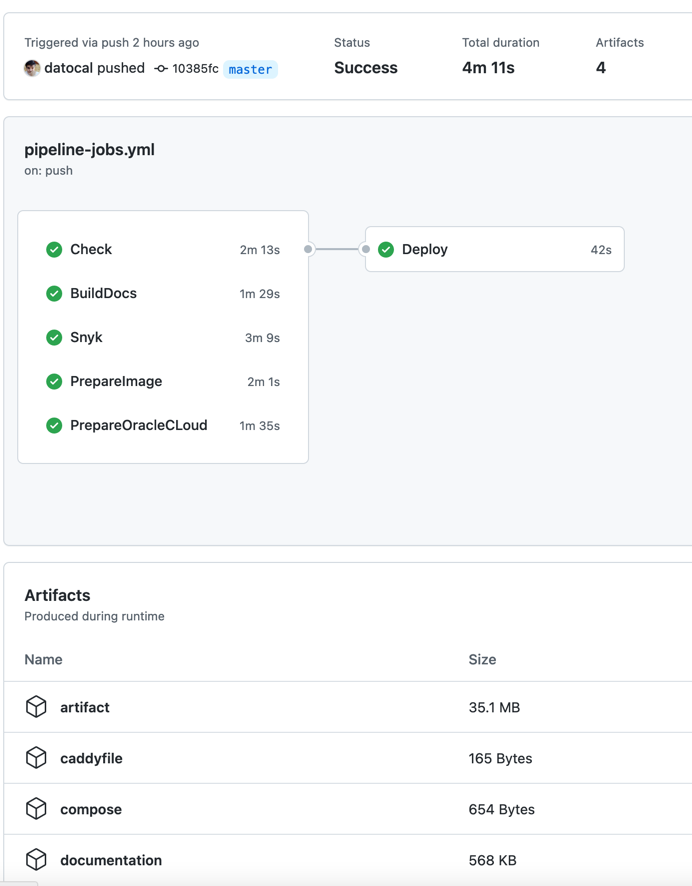 Triggered via push 2 hours ago
datocal pushed 10385fc master
Status
Success
Total duration
4m 11s
Artifacts
4
pipeline-jobs.yml
on: push
Check 2m 13s
BuildDocs 1m 29s
Snyk 3m 9s
PrepareImage 2m 1s
PrepareOracleCLoud 1m 35s
Deploy 42s
Artifacts
Produced during runtime
Name Size
artifact 35.1 MB
caddyfile 165 Bytes
compose 654 Bytes
documentation 568 KB